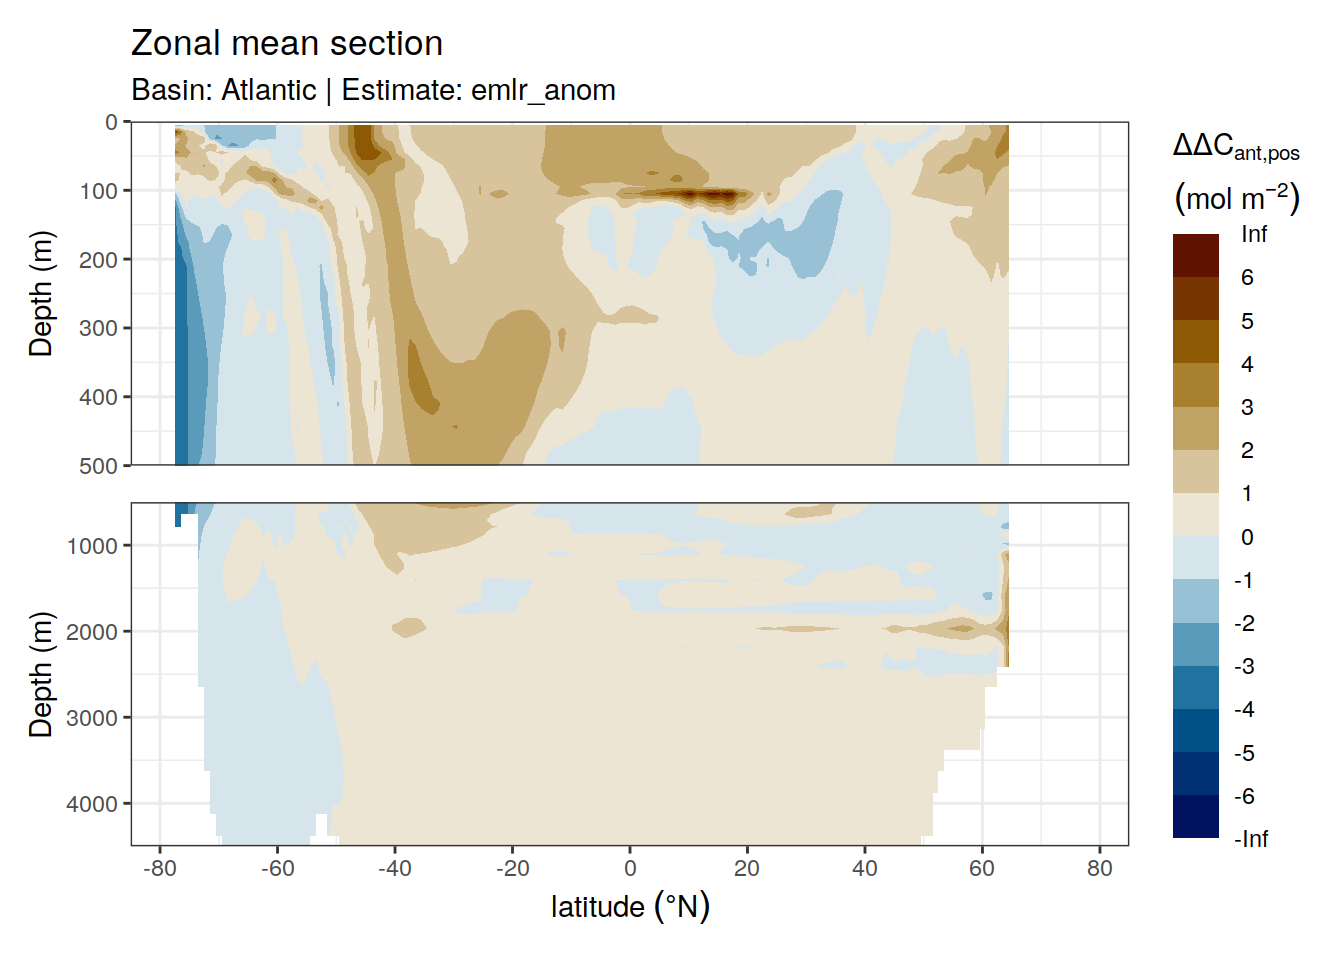 Zonal mean section
Basin: Atlantic | Estimate: emlr_anom
0
100
200
300
400
500
Depth (m)
1000
2000
3000
4000
Depth (m)
-80 -60 -40 -20 0 20 40 60 80
latitude (°N)
ΔΔCant,pos
(mol m−2)
Inf
6
5
4
3
2
1
0
-1
-2
-3
-4
-5
-6
-Inf